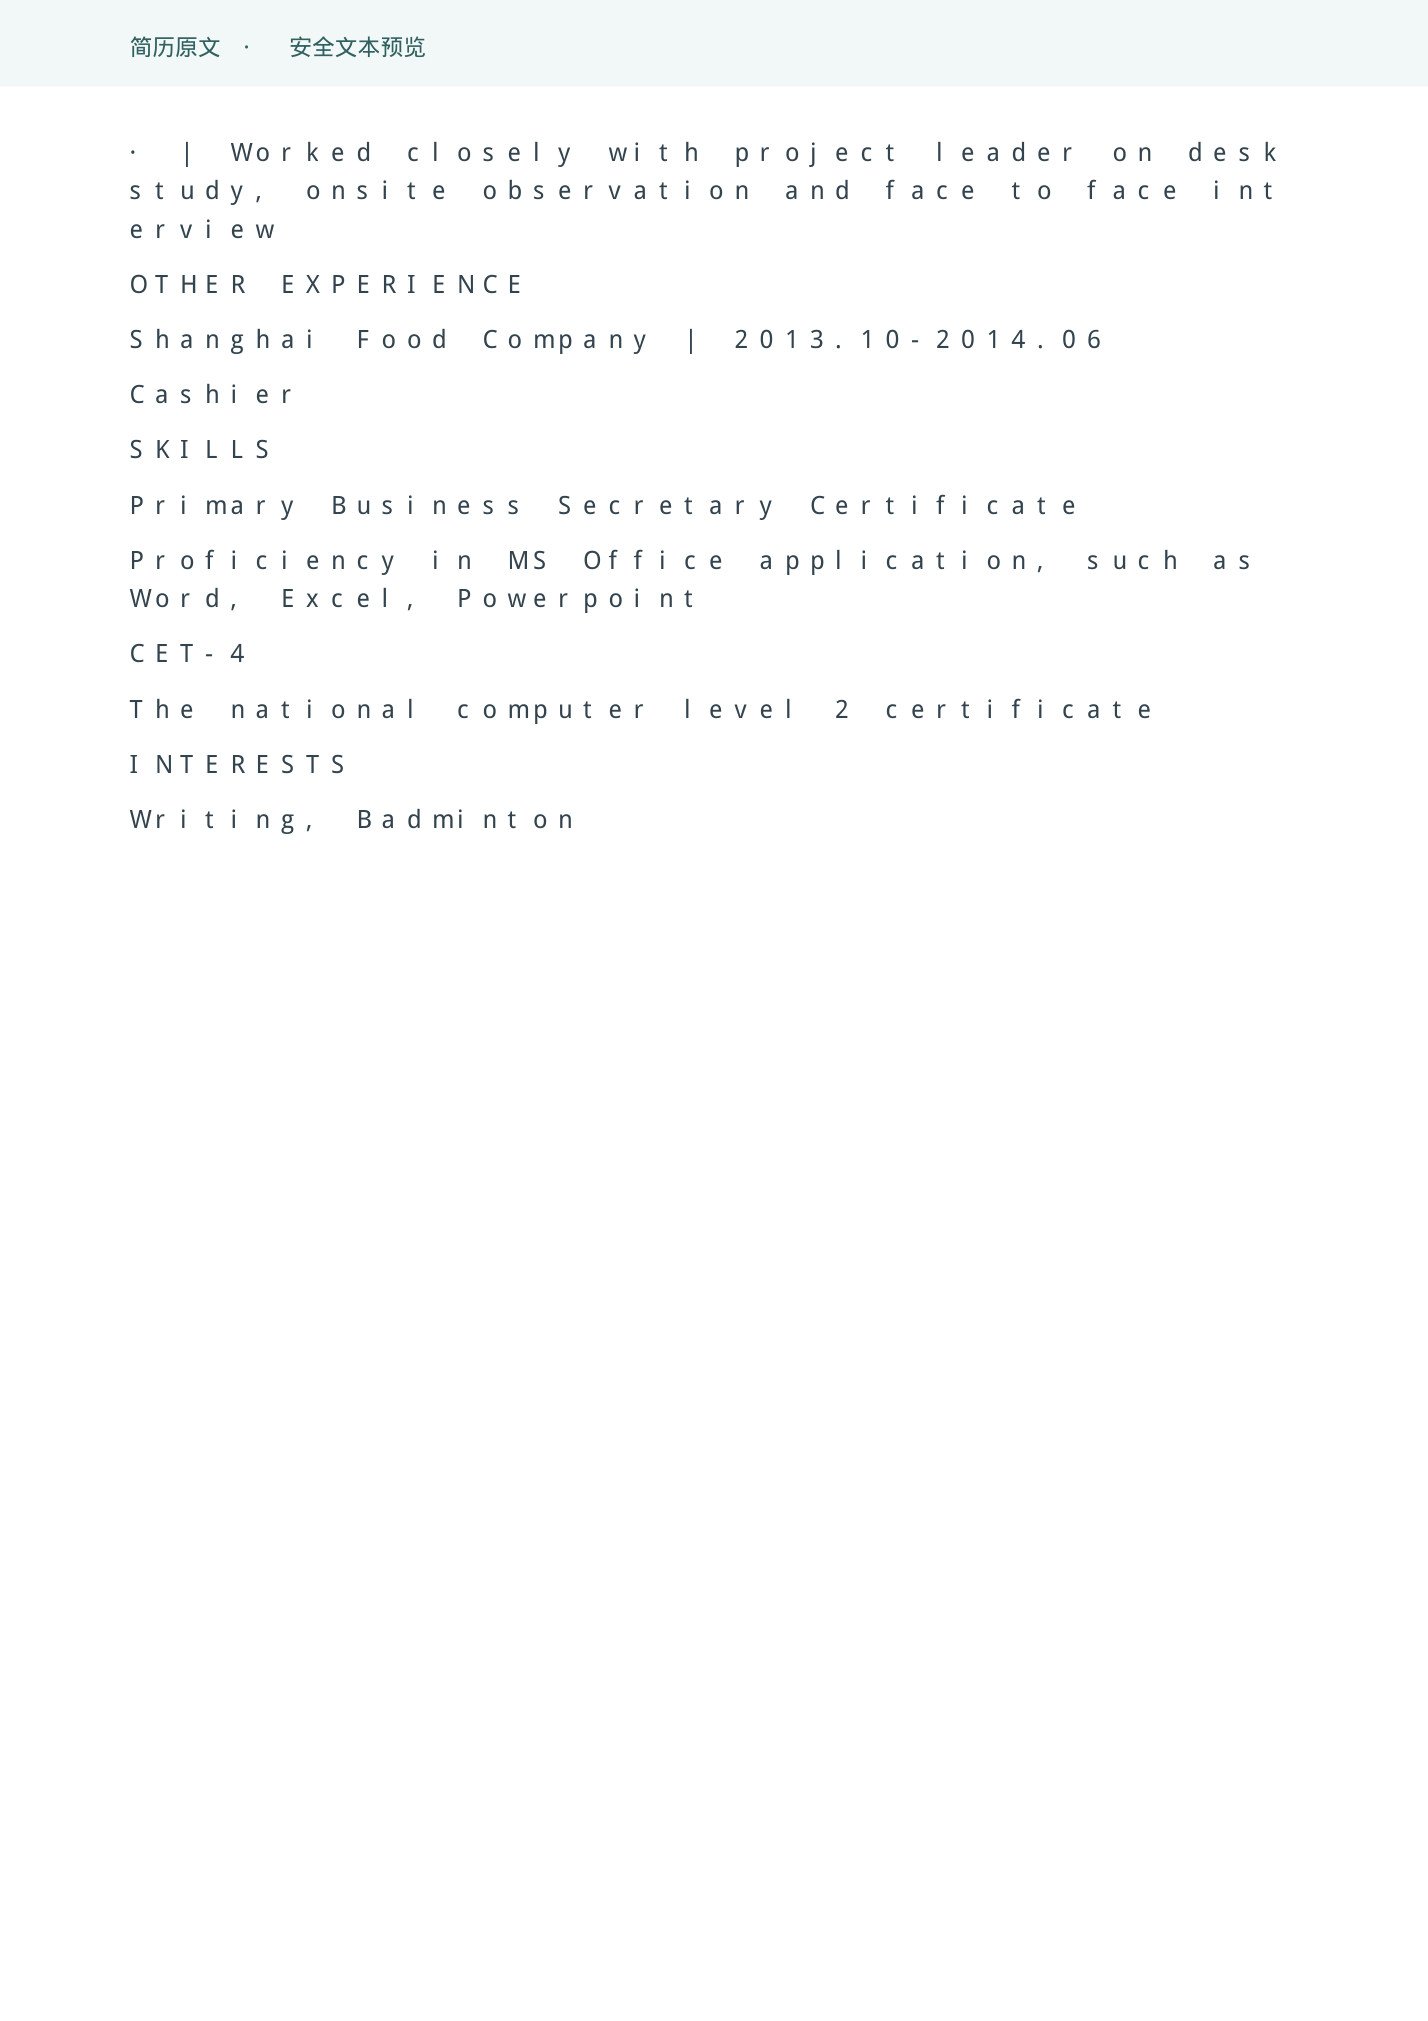 简历原文 · 安全文本预览
· | Worked closely with project leader on desk
study, onsite observation and face to face int
erview
OTHER EXPERIENCE
Shanghai Food Company | 2013.10-2014.06
Cashier
SKILLS
Primary Business Secretary Certificate
Proficiency in MS Office application, such as
Word, Excel, Powerpoint
CET-4
The national computer level 2 certificate
INTERESTS
Writing, Badminton